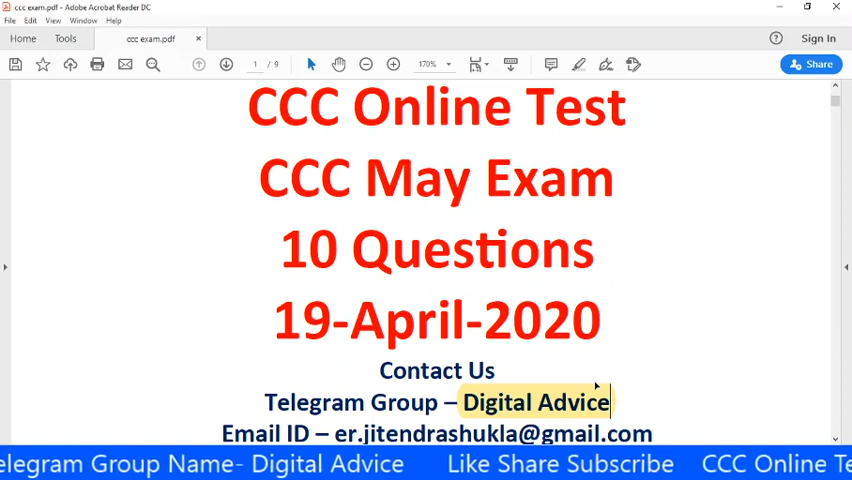 ccc exam.pdf - Adobe Acrobat Reader DC
File Edit View Window Help
Home Tools ccc exam.pdf × Sign In
1 / 9 170% Share
CCC Online Test
CCC May Exam
10 Questions
19-April-2020
Contact Us
Telegram Group – Digital Advice
Email ID – er.jitendrashukla@gmail.com
elegram Group Name- Digital Advice Like Share Subscribe CCC Online Te